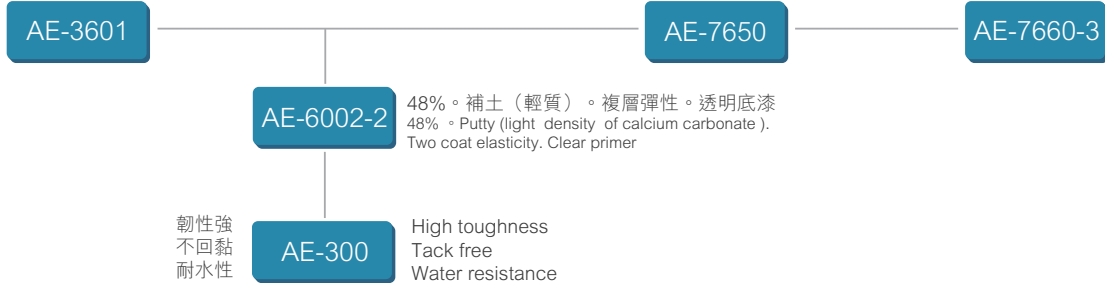 AE-3601
AE-7650
AE-7660-3
AE-6002-2
48%。補土（輕質）。複層彈性。透明底漆
48% 。Putty (light density of calcium carbonate ).
Two coat elasticity. Clear primer
韌性強
不回黏
耐水性
AE-300
High toughness
Tack free
Water resistance